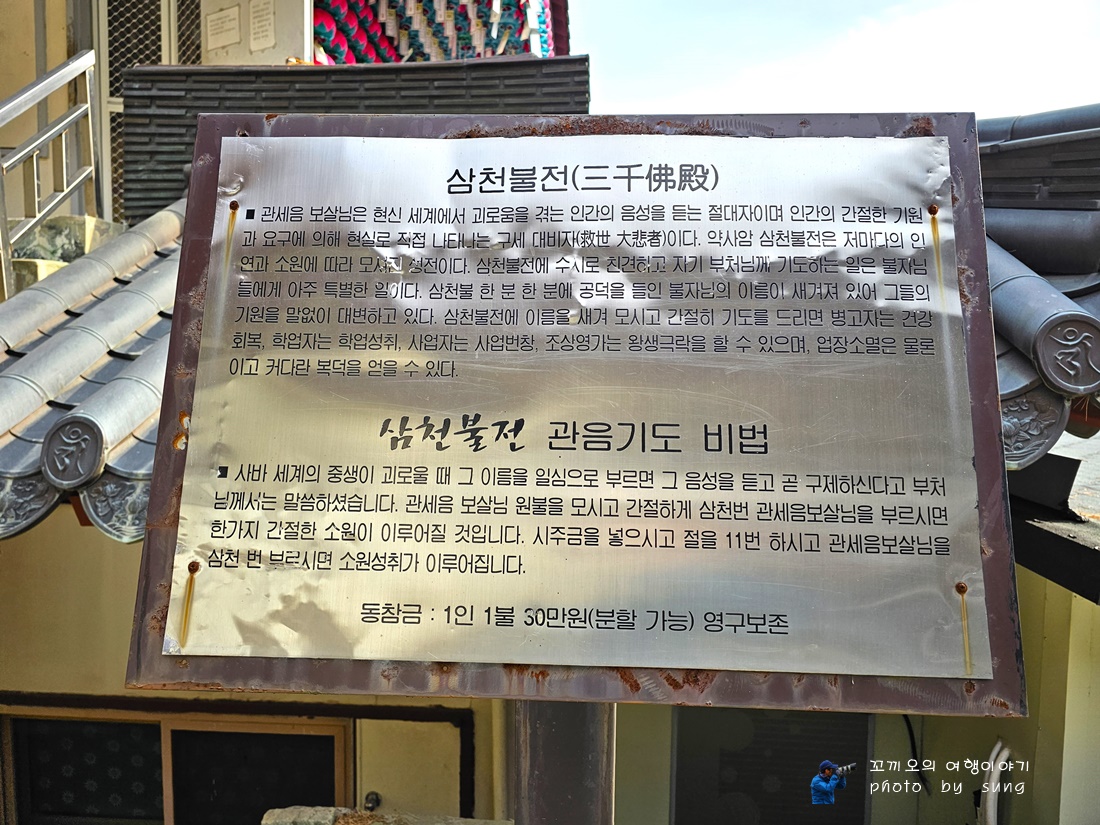 삼천불전(三千佛殿)
■ 관세음 보살님은 현신 세계에서 괴로움을 겪는 인간의 음성을 듣는 절대자이며 인간의 간절한 기원
과 요구에 의해 현실로 직접 나타나는 구세 대비자(救世 大悲者)이다. 약사암 삼천불전은 저마다의 인
연과 소원에 따라 모셔진 성전이다. 삼천불전에 수시로 친견하고 자기 부처님께 기도하는 일은 불자님
들에게 아주 특별한 일이다. 삼천불 한 분 한 분에 공덕을 들인 불자님의 이름이 새겨져 있어 그들의
기원을 말없이 대변하고 있다. 삼천불전에 이름을 새겨 모시고 간절히 기도를 드리면 병고자는 건강
회복, 학업자는 학업성취, 사업자는 사업번창, 조상영가는 왕생극락을 할 수 있으며, 업장소멸은 물론
이고 커다란 복덕을 얻을 수 있다.
삼천불전 관음기도 비법
■ 사바 세계의 중생이 괴로울 때 그 이름을 일심으로 부르면 그 음성을 듣고 곧 구제하신다고 부처
님께서는 말씀하셨습니다. 관세음 보살님 원불을 모시고 간절하게 삼천번 관세음보살님을 부르시면
한가지 간절한 소원이 이루어질 것입니다. 시주금을 넣으시고 절을 11번 하시고 관세음보살님을
삼천 번 부르시면 소원성취가 이루어집니다.
동참금 : 1인 1불 30만원(분할 가능) 영구보존
꼬끼오의 여행이야기
photo by sung